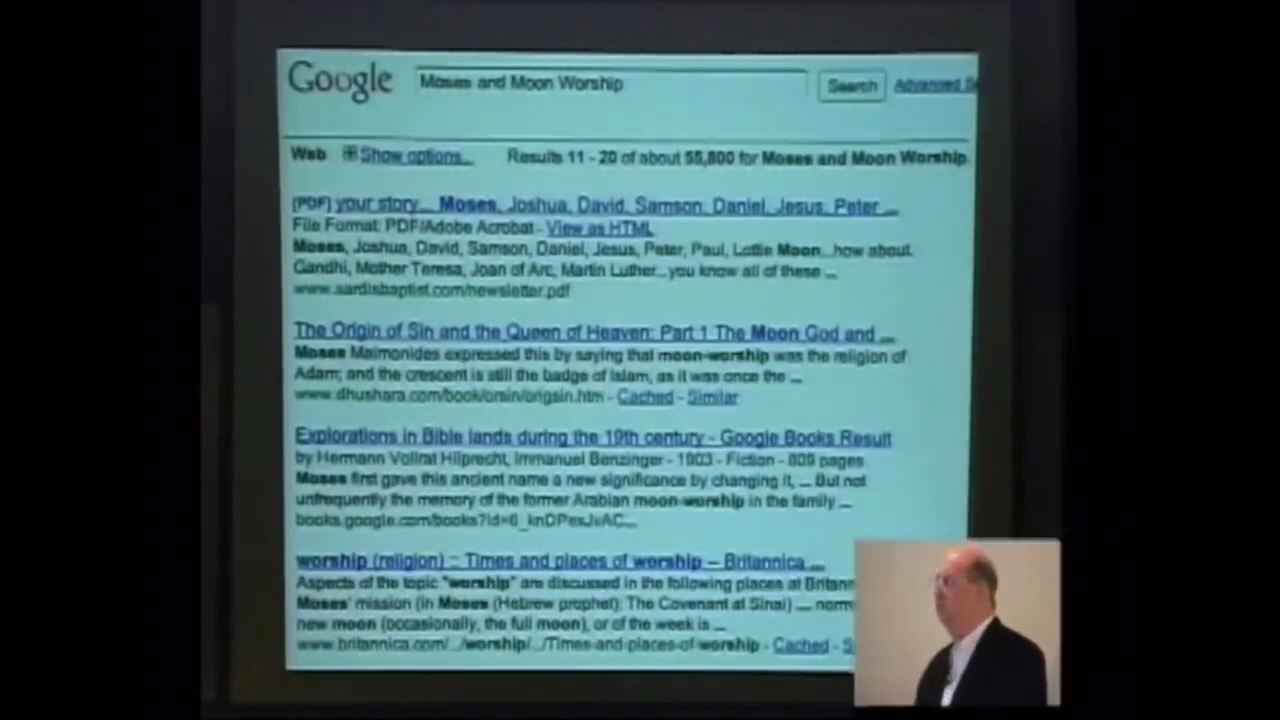 Google Moses and Moon Worship Search Advanced
Web Show options... Results 11 - 20 of about 55,800 for Moses and Moon Worship.
[PDF] your story... Moses, Joshua, David, Samson, Daniel, Jesus, Peter ...
File Format: PDF/Adobe Acrobat - View as HTML
Moses, Joshua, David, Samson, Daniel, Jesus, Peter, Paul, Lottie Moon...how about
Gandhi, Mother Teresa, Joan of Arc, Martin Luther...you know all of these ...
www.sardisbaptist.com/newsletter.pdf
The Origin of Sin and the Queen of Heaven: Part 1 The Moon God and ...
Moses Maimonides expressed this by saying that moon-worship was the religion of
Adam; and the crescent is still the badge of Islam, as it was once the ...
www.dhushara.com/book/orsin/origsin.htm - Cached - Similar
Explorations in Bible lands during the 19th century - Google Books Result
by Hermann Vollrat Hilprecht, Immanuel Benzinger - 1903 - Fiction - 809 pages
Moses first gave this ancient name a new significance by changing it, ... But not
unfrequently the memory of the former Arabian moon-worship in the family ...
worship (religion) :: Times and places of worship -- Britannica ...
Aspects of the topic "worship" are discussed in the following places at Britann
Moses' mission (in Moses (Hebrew prophet): The Covenant at Sinai) ... norm
new moon (occasionally, the full moon), or of the week is ...
www.britannica.com/.../worship/.../Times-and-places-of-worship - Cached - S